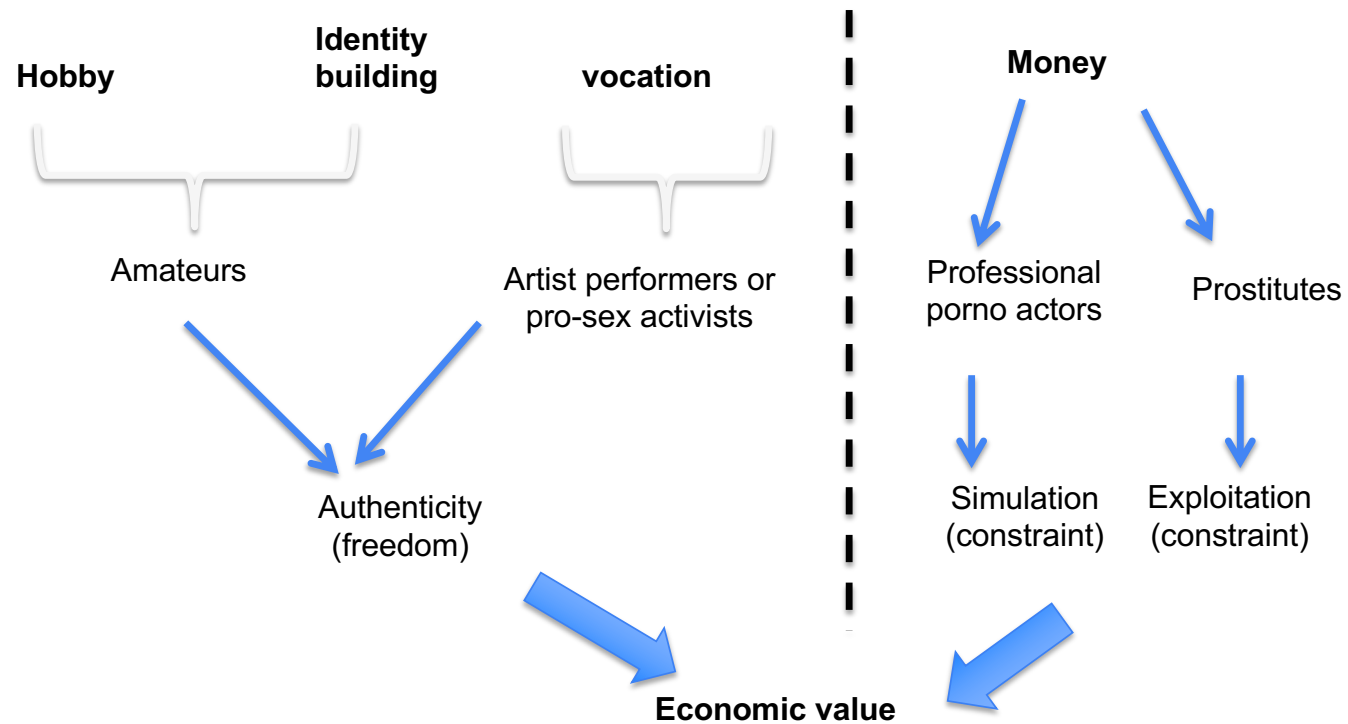 Hobby
Identity
building
vocation
Money
Amateurs
Artist performers or
pro-sex activists
Professional
porno actors
Prostitutes
Authenticity
(freedom)
Simulation
(constraint)
Exploitation
(constraint)
Economic value